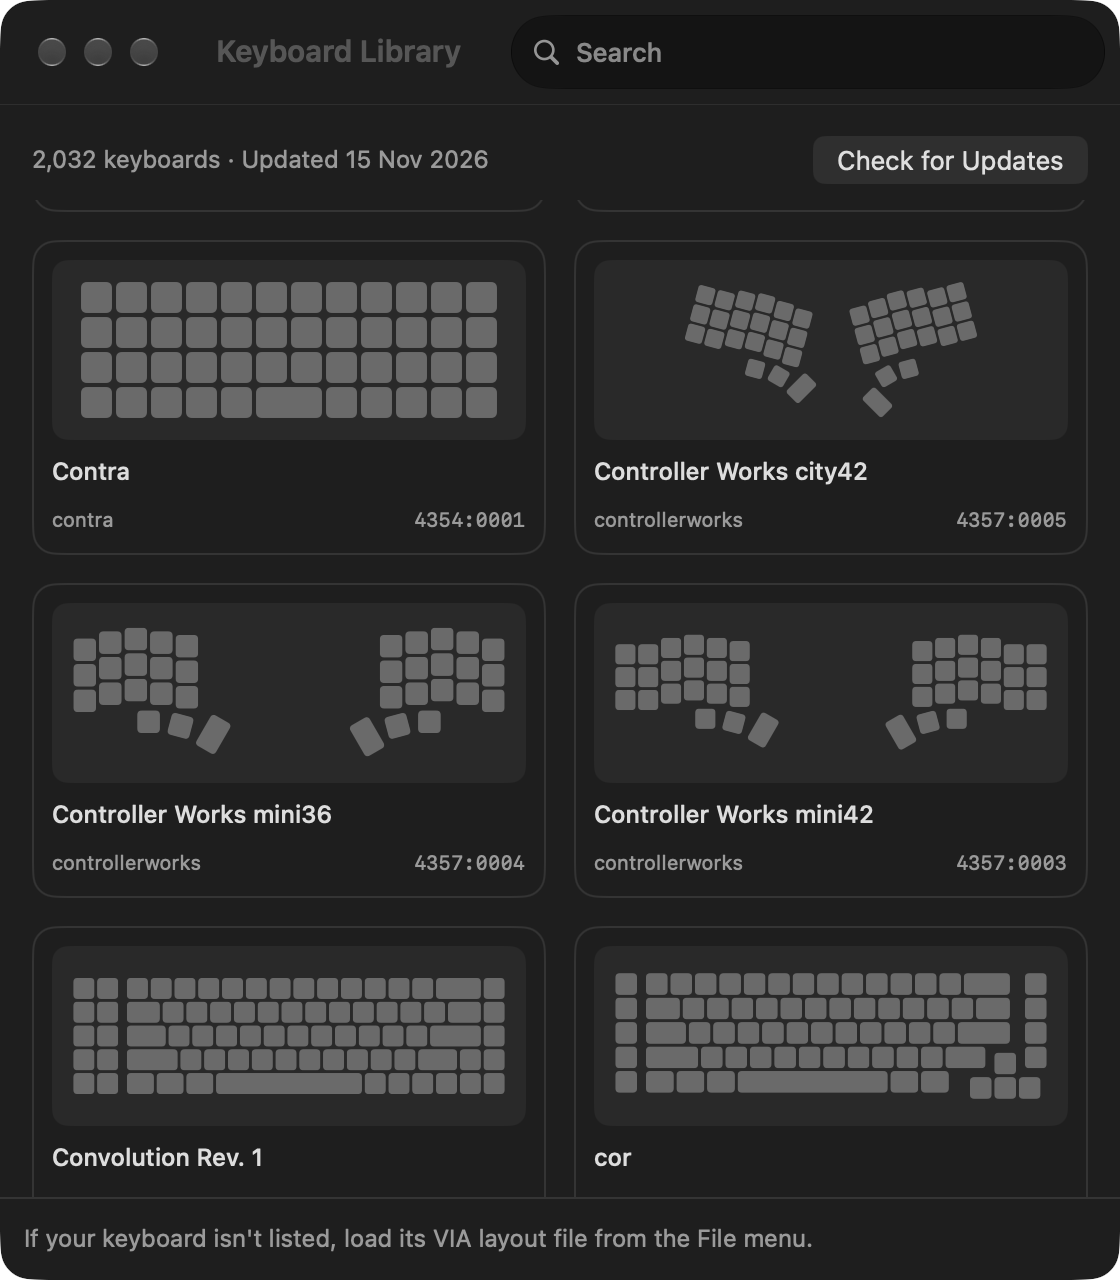 Keyboard Library
Search
2,032 keyboards · Updated 15 Nov 2026
Check for Updates
Contra
contra 4354:0001
Controller Works city42
controllerworks 4357:0005
Controller Works mini36
controllerworks 4357:0004
Controller Works mini42
controllerworks 4357:0003
Convolution Rev. 1
cor
If your keyboard isn't listed, load its VIA layout file from the File menu.